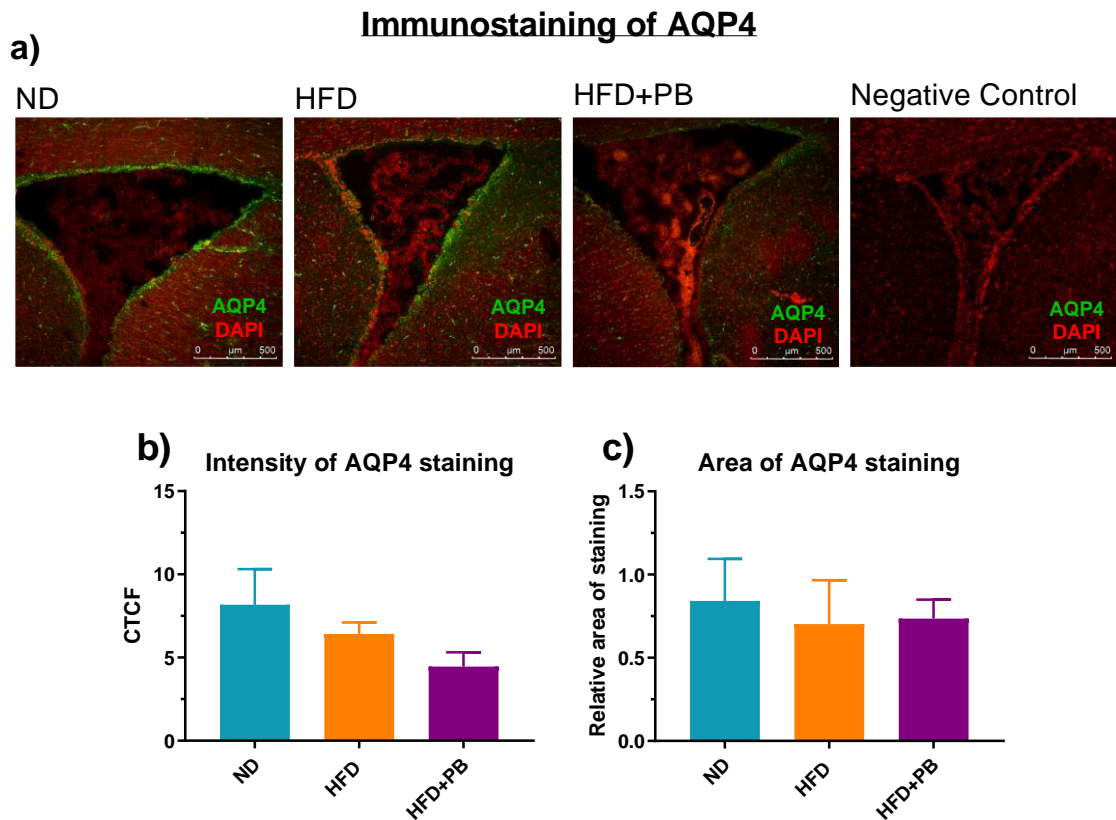 Immunostaining of AQP4
a)
ND
HFD
HFD+PB
Negative Control
AQP4
DAPI
0 µm 500
AQP4
DAPI
0 µm 500
AQP4
DAPI
0 µm 500
AQP4
DAPI
0 µm 500
b)
Intensity of AQP4 staining
CTCF
15
10
5
0
ND
HFD
HFD+PB
c)
Area of AQP4 staining
Relative area of staining
1.5
1.0
0.5
0.0
ND
HFD
HFD+PB